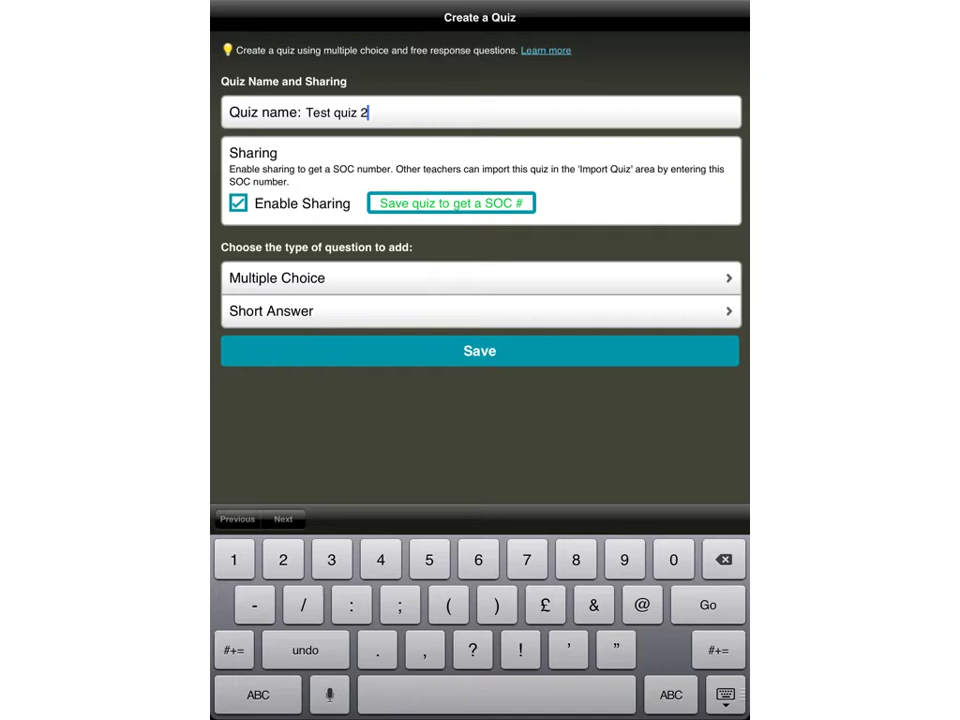 Create a Quiz
Create a quiz using multiple choice and free response questions. Learn more
Quiz Name and Sharing
Quiz name: Test quiz 2
Sharing
Enable sharing to get a SOC number. Other teachers can import this quiz in the 'Import Quiz' area by entering this
SOC number.
Enable Sharing Save quiz to get a SOC #
Choose the type of question to add:
Multiple Choice
Short Answer
Save
Previous Next
1 2 3 4 5 6 7 8 9 0
- / : ; ( ) £ & @ Go
#+= undo . , ? ! ' " #+=
ABC ABC